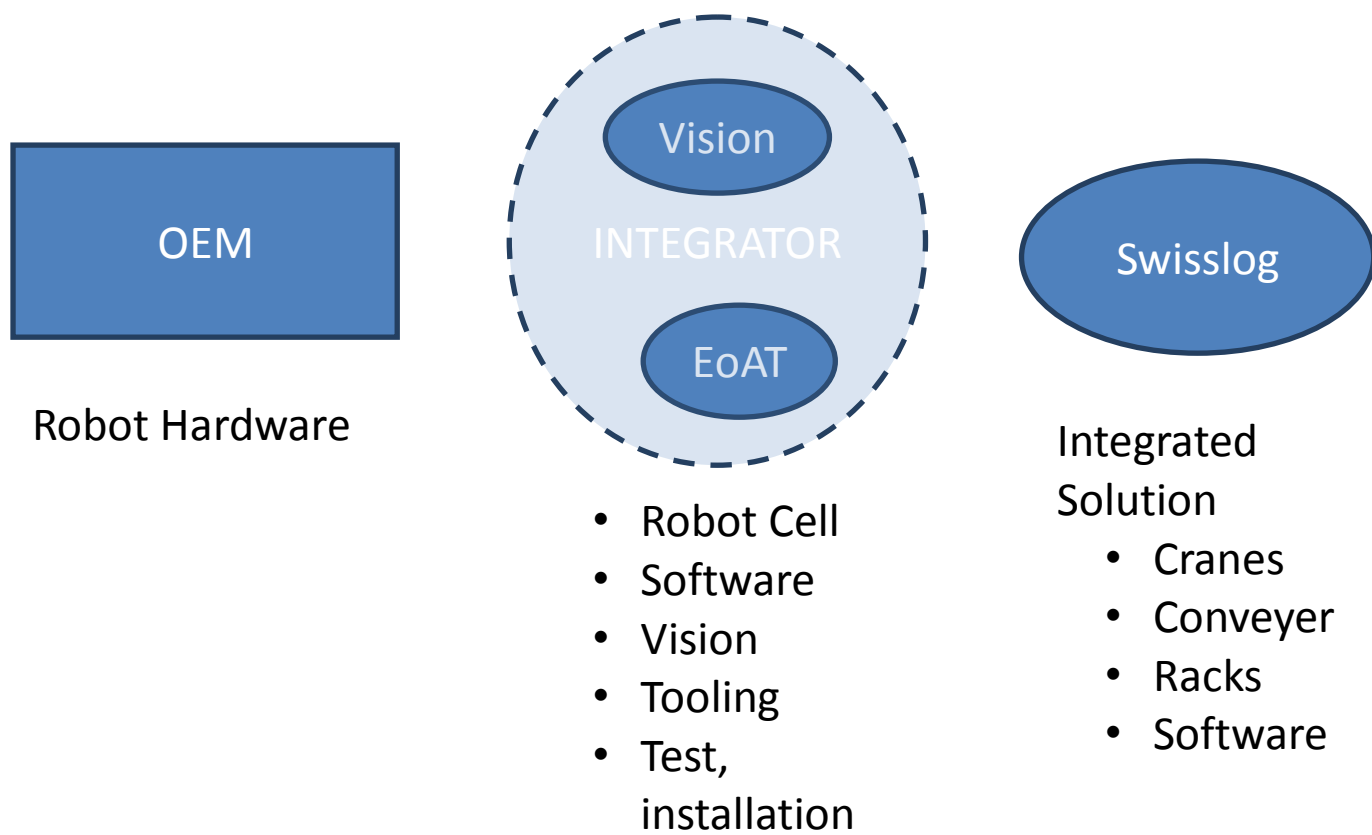 OEM
Robot Hardware
Vision
INTEGRATOR
EoAT
• Robot Cell
• Software
• Vision
• Tooling
• Test,
installation
Swisslog
Integrated
Solution
• Cranes
• Conveyer
• Racks
• Software